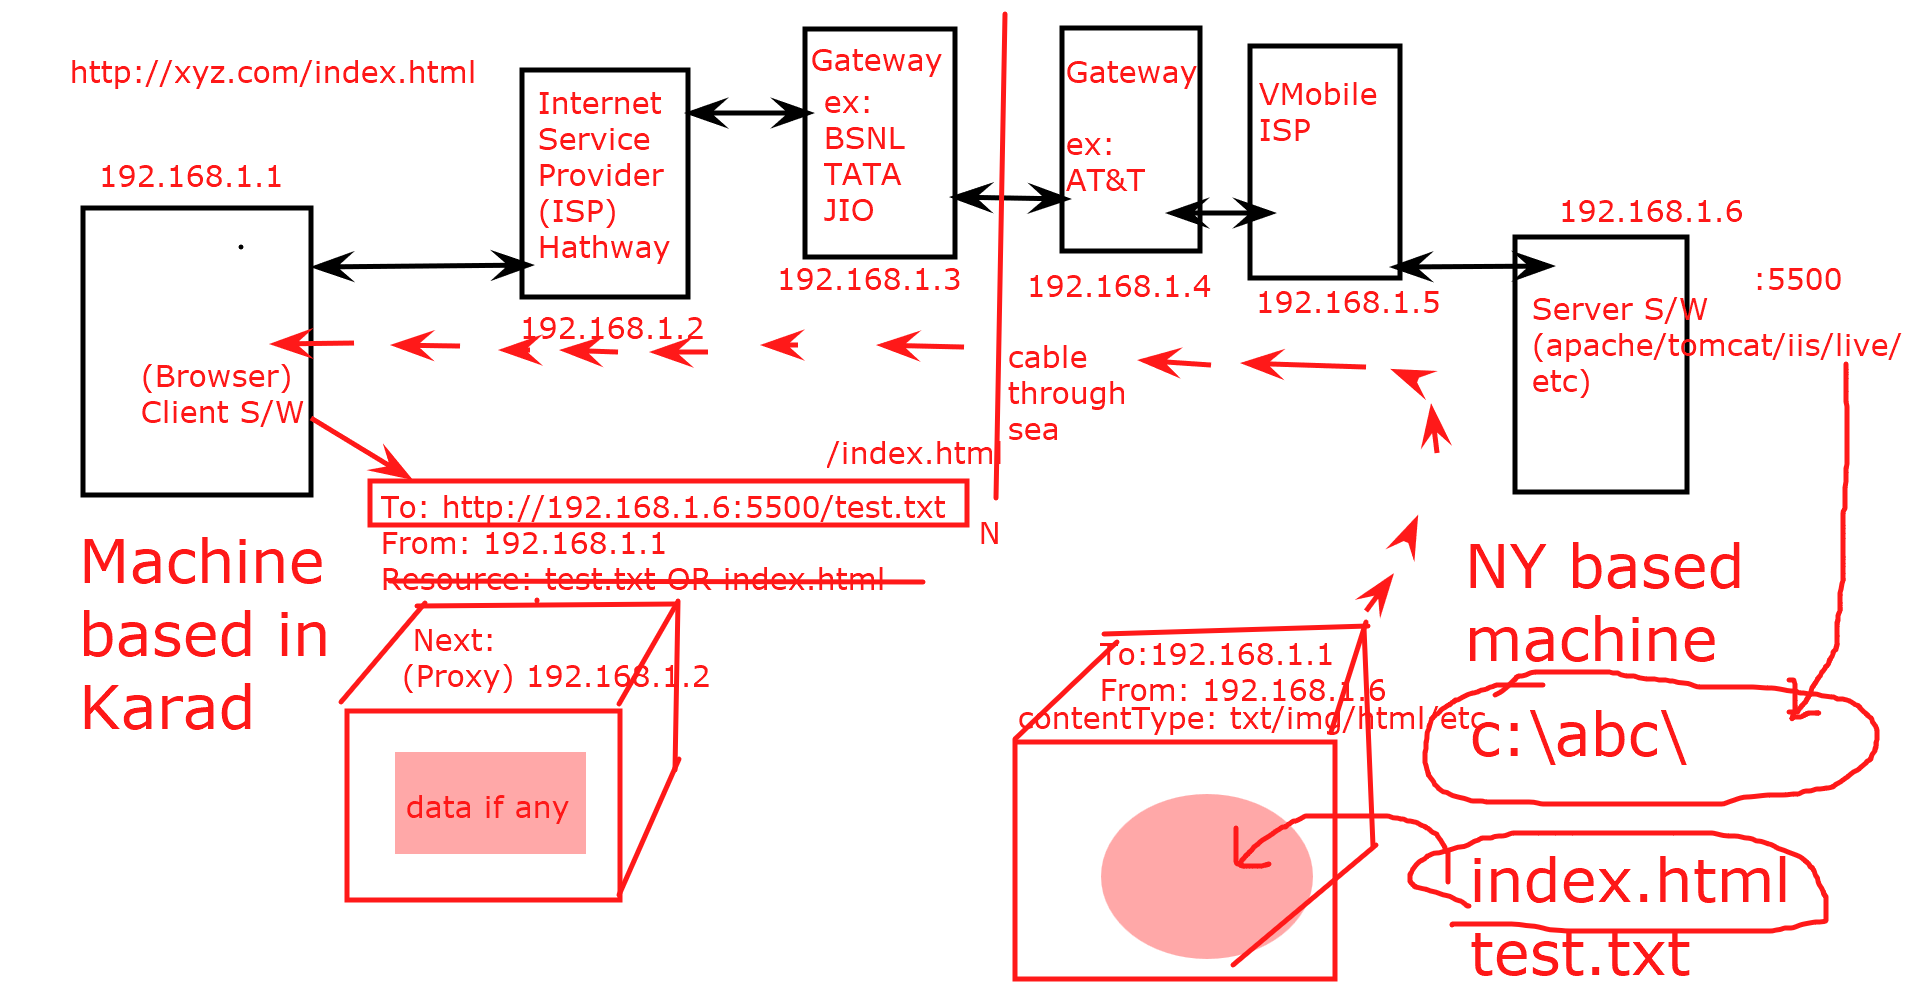 http://xyz.com/index.html
192.168.1.1
(Browser)
Client S/W
Machine
based in
Karad
Internet
Service
Provider
(ISP)
Hathway
192.168.1.2
Gateway
ex:
BSNL
TATA
JIO
192.168.1.3
cable
through
sea
Gateway
ex:
AT&T
192.168.1.4
VMobile
ISP
192.168.1.5
192.168.1.6
:5500
Server S/W
(apache/tomcat/iis/live/
etc)
/index.html
To: http://192.168.1.6:5500/test.txt
From: 192.168.1.1
Resource: test.txt OR index.html
N
Next:
(Proxy) 192.168.1.2
data if any
To:192.168.1.1
From: 192.168.1.6
contentType: txt/img/html/etc
NY based
machine
c:\abc\
index.html
test.txt